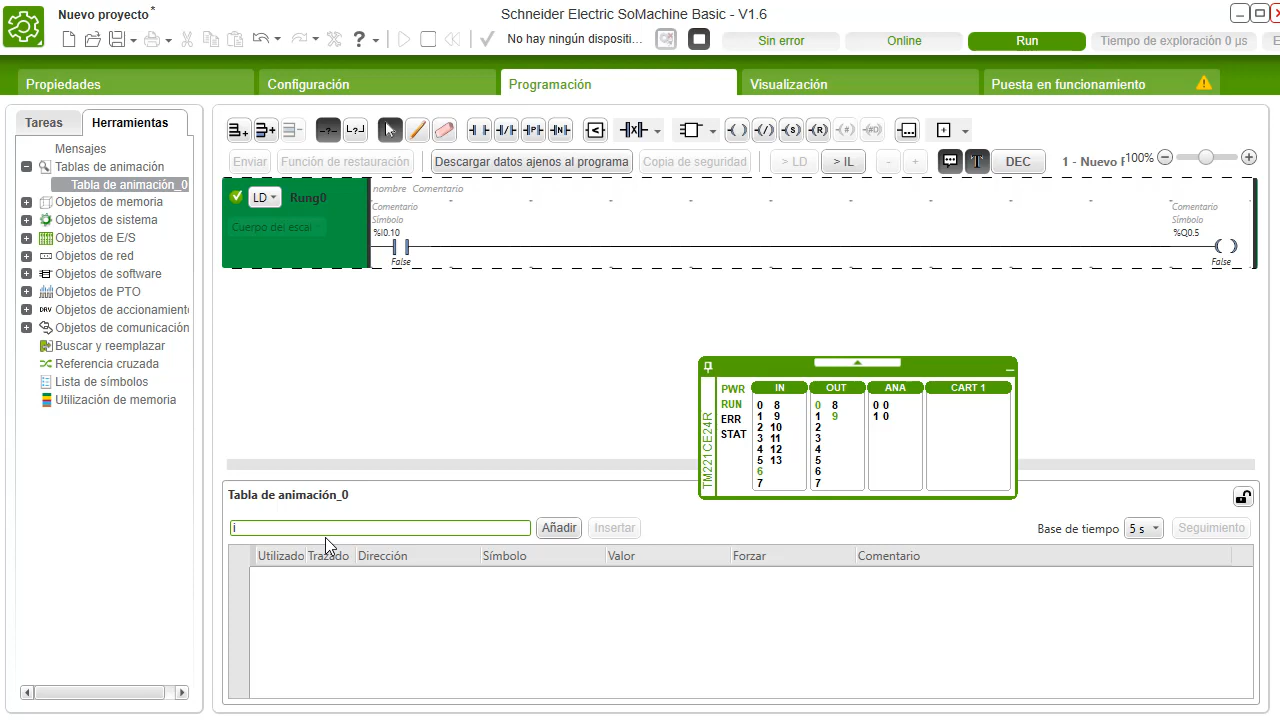 Nuevo proyecto*
Schneider Electric SoMachine Basic - V1.6
No hay ningún dispositi...
Sin error
Online
Run
Tiempo de exploración 0 µs
E
Propiedades
Configuración
Programación
Visualización
Puesta en funcionamiento
Tareas
Herramientas
Mensajes
Tablas de animación
Tabla de animación_0
Objetos de memoria
Objetos de sistema
Objetos de E/S
Objetos de red
Objetos de software
Objetos de PTO
DRV Objetos de accionamiento
Objetos de comunicación
Buscar y reemplazar
Referencia cruzada
Lista de símbolos
Utilización de memoria
Enviar
Función de restauración
Descargar datos ajenos al programa
Copia de seguridad
> LD
> IL
-
+
T
DEC
1 - Nuevo F
100%
LD
Rung0
Cuerpo del escal
nombre Comentario
Comentario
Símbolo
%I0.10
False
Comentario
Símbolo
%Q0.5
False
TM221CE24R
PWR
RUN
ERR
STAT
IN
0 8
1 9
2 10
3 11
4 12
5 13
6
7
OUT
0 8
1 9
2
3
4
5
6
7
ANA
0 0
1 0
CART 1
Tabla de animación_0
i
Añadir
Insertar
Base de tiempo
5 s
Seguimiento
Utilizado
Trazado
Dirección
Símbolo
Valor
Forzar
Comentario